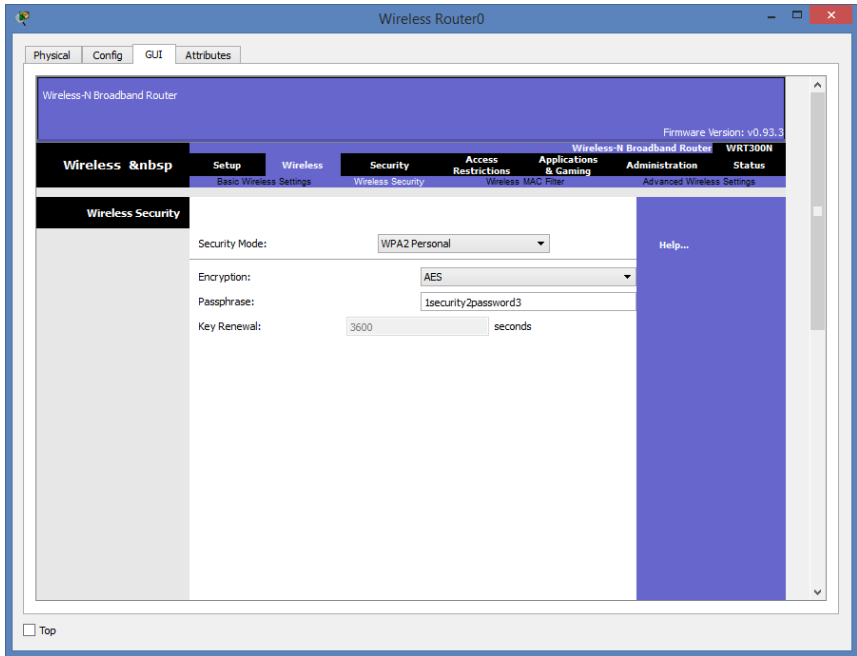 Wireless Router0
Physical Config GUI Attributes
Wireless-N Broadband Router
Firmware Version: v0.93.3
Wireless-N Broadband Router WRT300N
Wireless &nbsp Setup Wireless Security Access Restrictions Applications & Gaming Administration Status
Basic Wireless Settings Wireless Security Wireless MAC Filter Advanced Wireless Settings
Wireless Security
Security Mode: WPA2 Personal Help...
Encryption: AES
Passphrase: 1security2password3
Key Renewal: 3600 seconds
Top